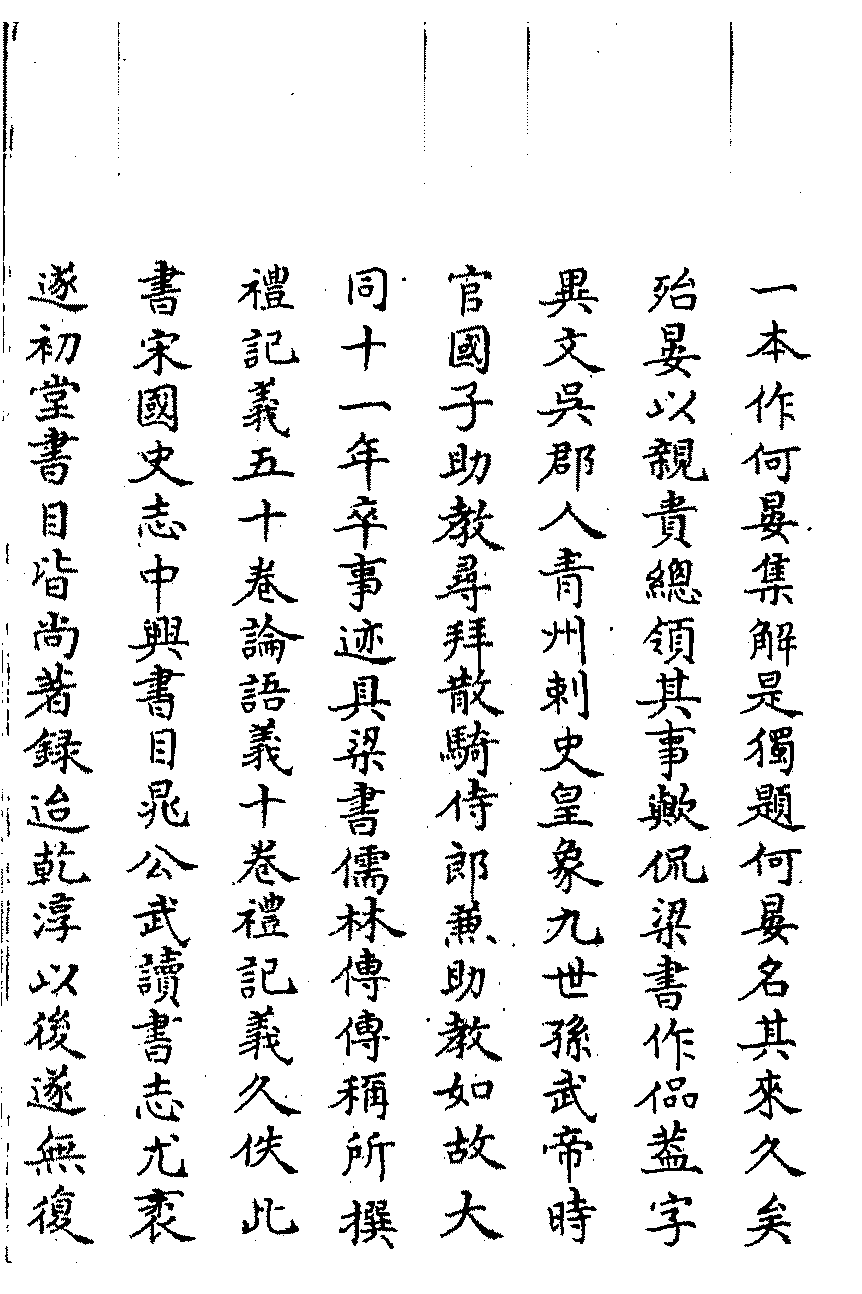 一本作何晏集解是獨題何晏名其來久矣
殆晏以親貴總領其事歟侃梁書作偘蓋字
異文吳郡人青州刺史皇象九世孫武帝時
官國子助教尋拜散騎侍郎兼助教如故大
同十一年卒事迹具梁書儒林傳傳稱所撰
禮記義五十卷論語義十卷禮記義久佚此
書宋國史志中興書目晁公武讀書志尤袤
遂初堂書目皆尚著録迨乾淳以後遂無復